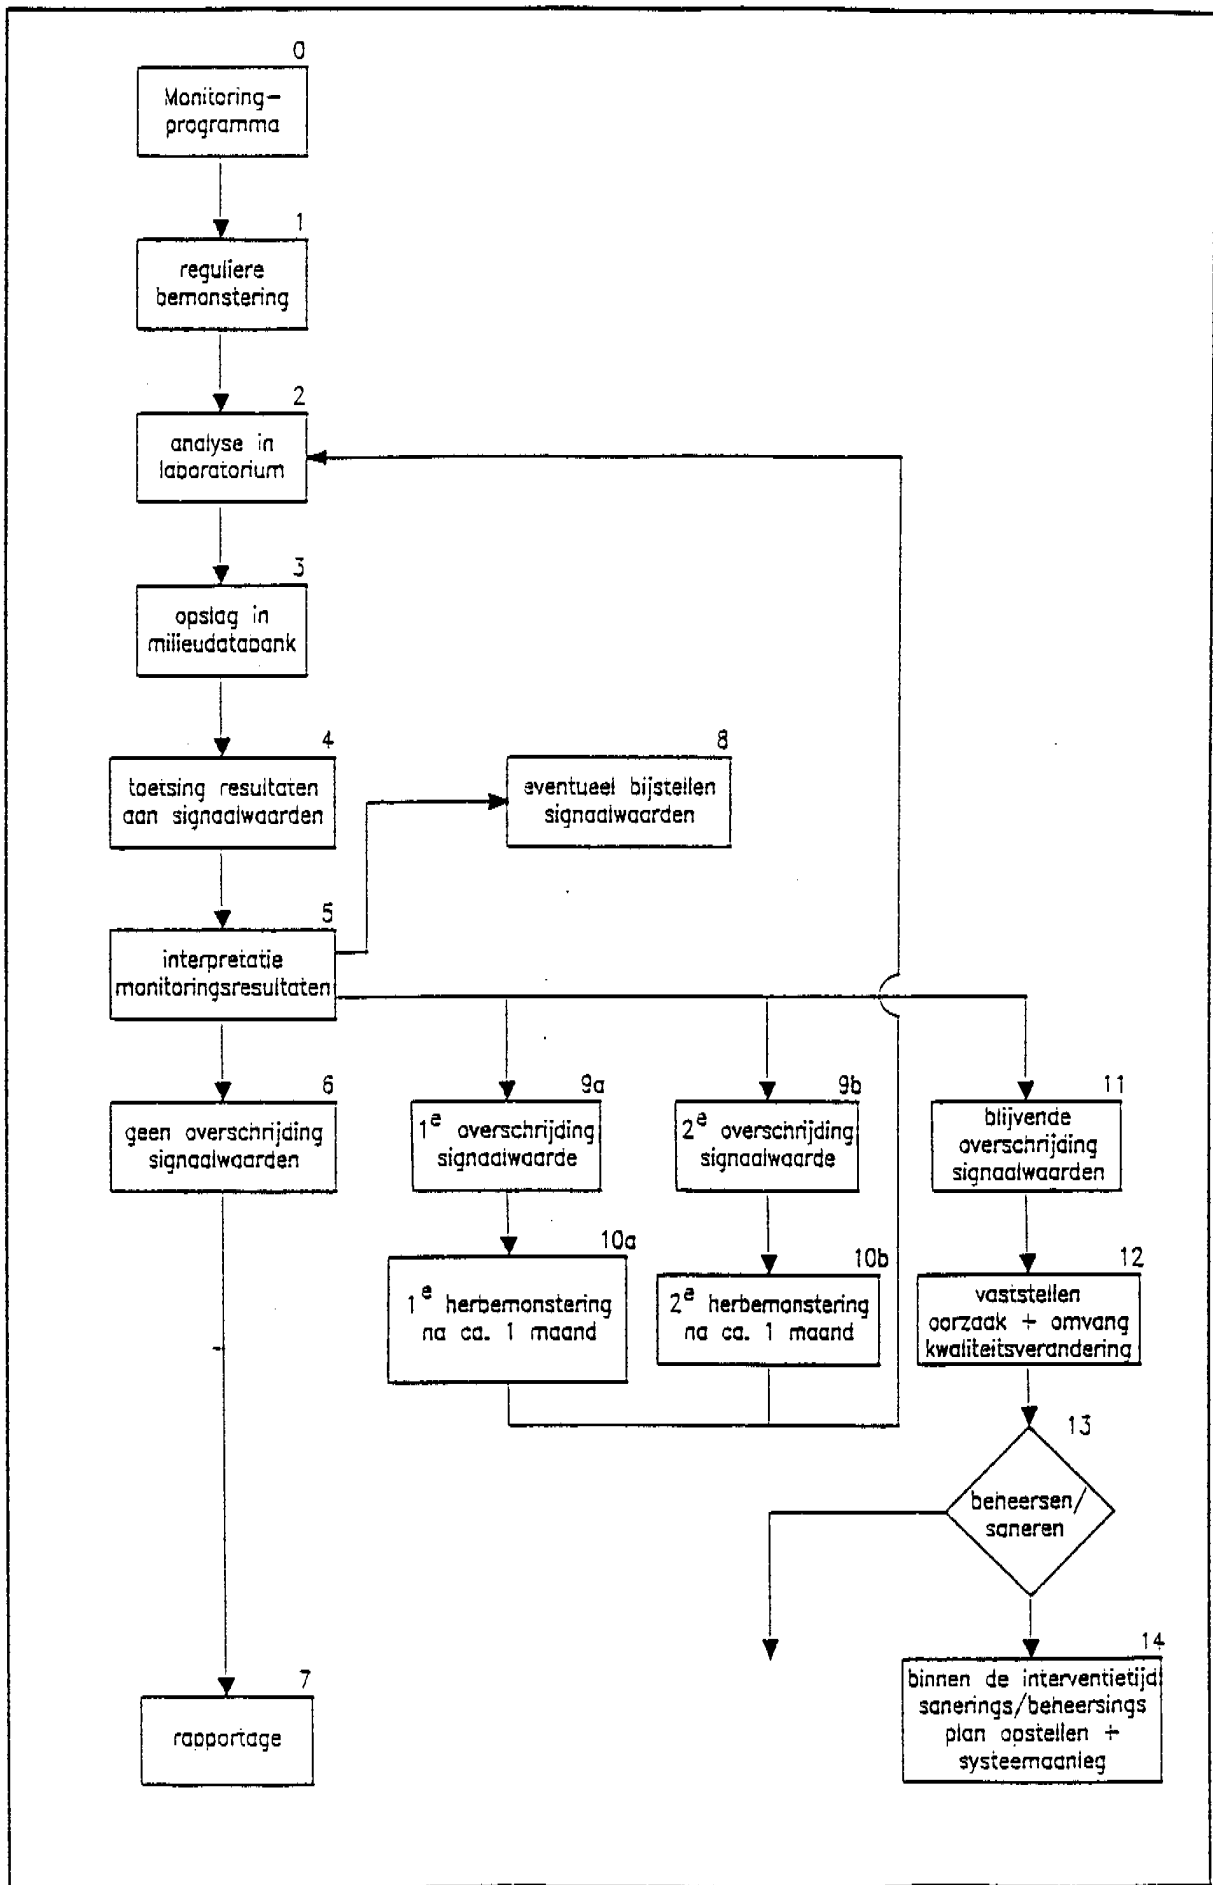 0
Monitoring-
programma
1
reguliere
bemonstering
2
analyse in
laboratorium
3
opslag in
milieudatabank
4
toetsing resultaten
aan signaalwaarden
8
eventueel bijstellen
signaalwaarden
5
interpretatie
monitoringsresultaten
6
geen overschrijding
signaalwaarden
9a
1e overschrijding
signaalwaarde
9b
2e overschrijding
signaalwaarde
11
blijvende
overschrijding
signaalwaarden
10a
1e herbemonstering
na ca. 1 maand
10b
2e herbemonstering
na ca. 1 maand
12
vaststellen
oorzaak + omvang
kwaliteitsverandering
13
beheersen/
saneren
7
rapportage
14
binnen de interventietijd
sanerings/beheersings
plan opstellen +
systeemaanleg